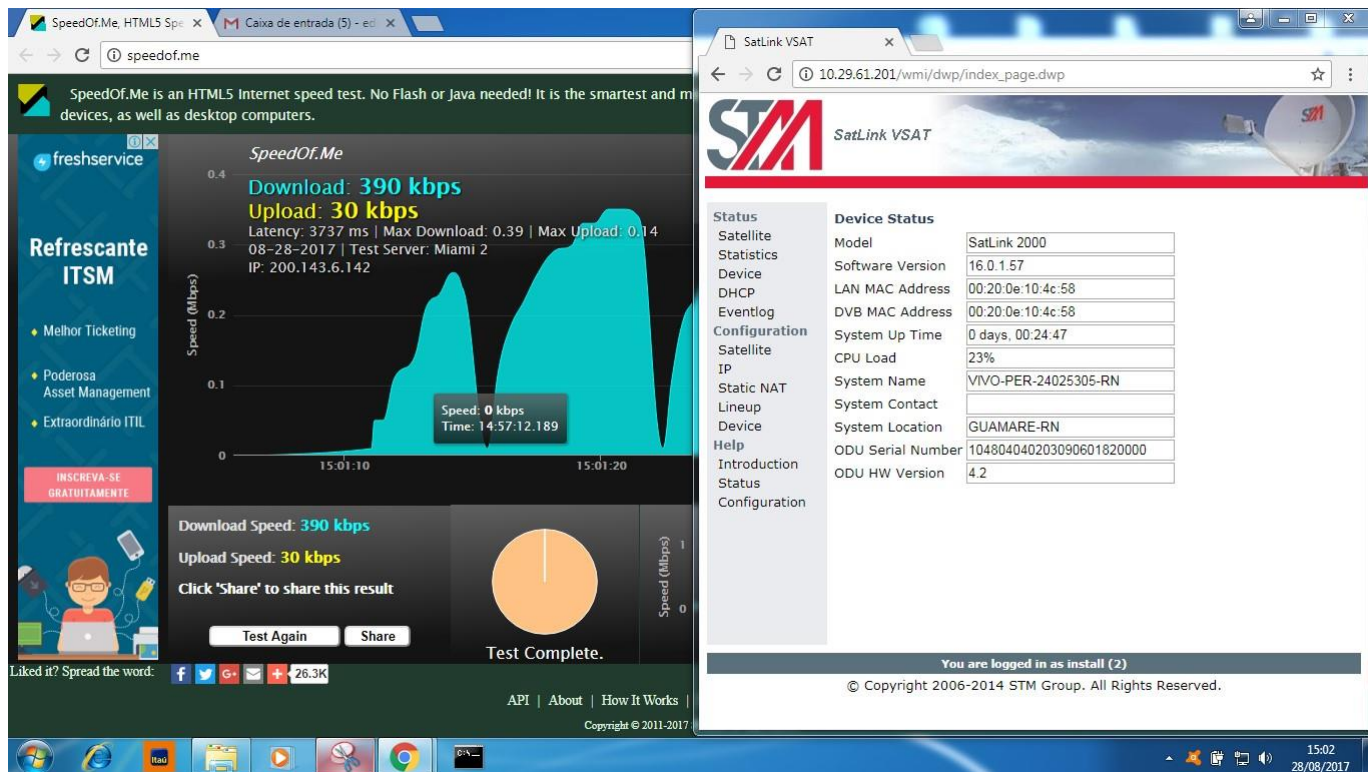 SpeedOf.Me, HTML5 Spe
Caixa de entrada (5) - ed
speedof.me
SpeedOf.Me is an HTML5 Internet speed test. No Flash or Java needed! It is the smartest and m
devices, as well as desktop computers.
freshservice
Refrescante
ITSM
Melhor Ticketing
Poderosa
Asset Management
Extraordinário ITIL
INSCREVA-SE
GRATUITAMENTE
SpeedOf.Me
Download: 390 kbps
Upload: 30 kbps
Latency: 3737 ms | Max Download: 0.39 | Max Upload: 0.14
08-28-2017 | Test Server: Miami 2
IP: 200.143.6.142
Speed (Mbps)
0.4
0.3
0.2
0.1
0
Speed: 0 kbps
Time: 14:57:12.189
15:01:10
15:01:20
Download Speed: 390 kbps
Upload Speed: 30 kbps
Click 'Share' to share this result
Test Again
Share
Test Complete.
Speed (Mbps)
1
0
Liked it? Spread the word:
26.3K
API | About | How It Works |
Copyright © 2011-2017
SatLink VSAT
10.29.61.201/wmi/dwp/index_page.dwp
STM
SatLink VSAT
STM
Status
Satellite
Statistics
Device
DHCP
Eventlog
Configuration
Satellite
IP
Static NAT
Lineup
Device
Help
Introduction
Status
Configuration
Device Status
Model SatLink 2000
Software Version 16.0.1.57
LAN MAC Address 00:20:0e:10:4c:58
DVB MAC Address 00:20:0e:10:4c:58
System Up Time 0 days, 00:24:47
CPU Load 23%
System Name VIVO-PER-24025305-RN
System Contact
System Location GUAMARE-RN
ODU Serial Number 104804040203090601820000
ODU HW Version 4.2
You are logged in as install (2)
© Copyright 2006-2014 STM Group. All Rights Reserved.
Itaú
C:\_
15:02
28/08/2017